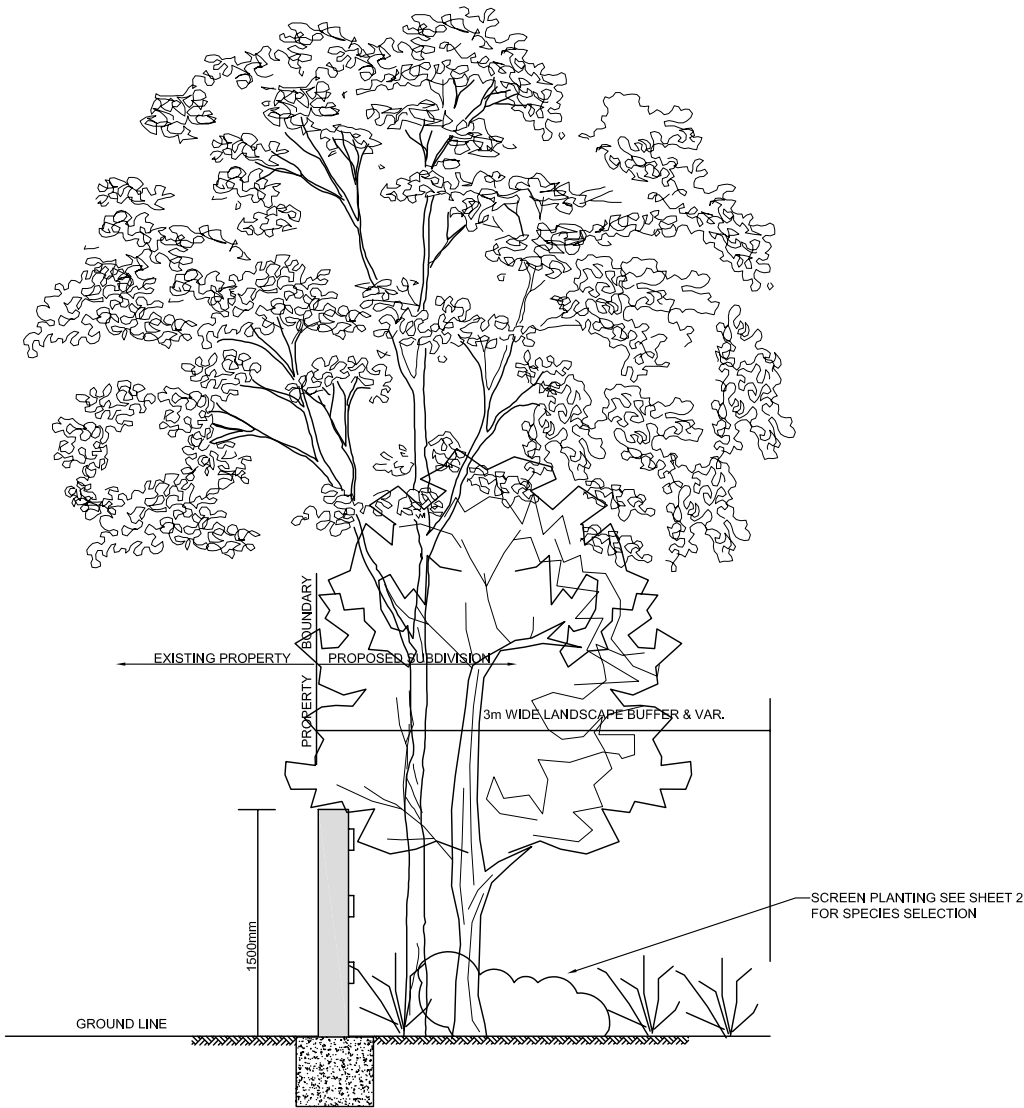 PROPERTY BOUNDARY
EXISTING PROPERTY
PROPOSED SUBDIVISION
3m WIDE LANDSCAPE BUFFER & VAR.
SCREEN PLANTING SEE SHEET 2
FOR SPECIES SELECTION
1500mm
GROUND LINE